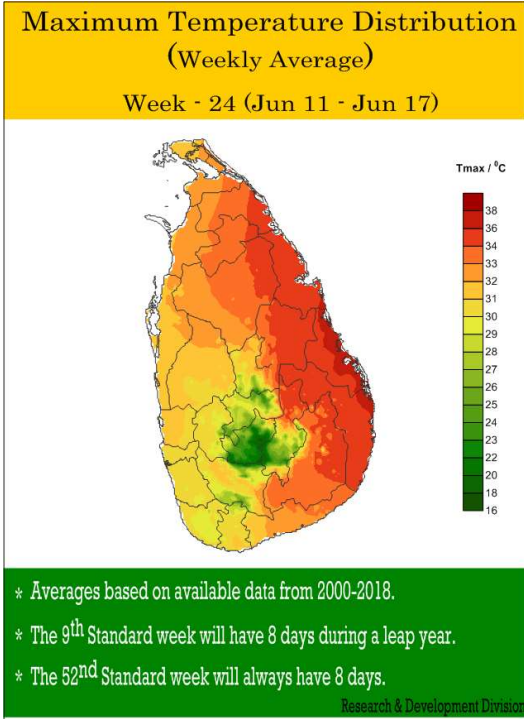 Maximum Temperature Distribution
(Weekly Average)
Week - 24 (Jun 11 - Jun 17)
Tmax / ⁰C
38
36
34
33
32
31
30
29
28
27
26
25
24
23
22
20
18
16
* Averages based on available data from 2000-2018.
* The 9th Standard week will have 8 days during a leap year.
* The 52nd Standard week will always have 8 days.
Research & Development Division